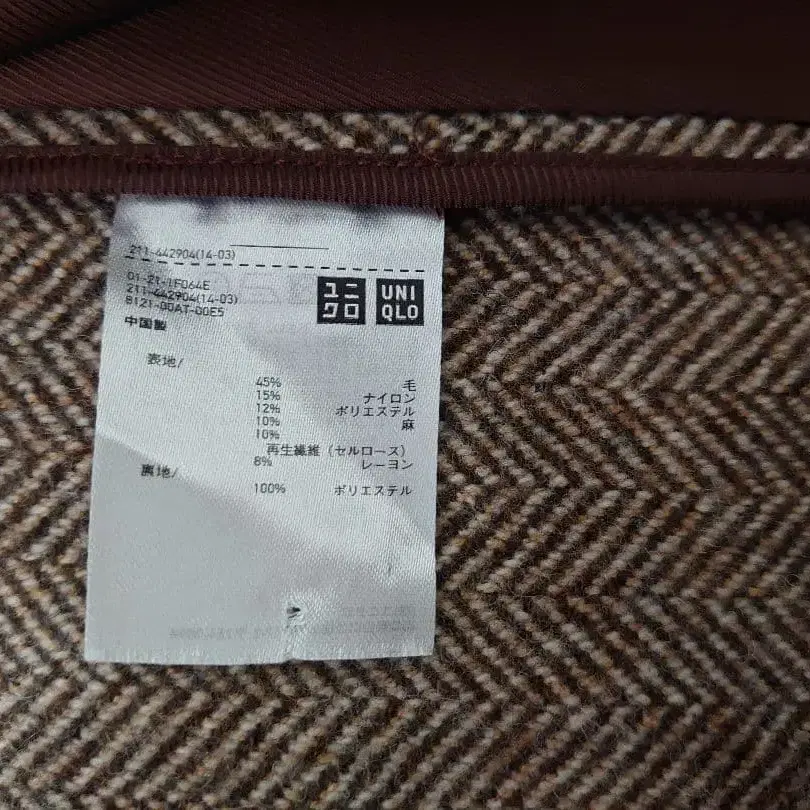 211-442904(14-03)
01-21-1F064E
211-442904(14-03)
8121-00AT-00E5
中国製
ユニ
クロ
UNI
QLO
表地/
45% 毛
15% ナイロン
12% ポリエステル
10% 麻
10%
再生繊維（セルロース）
8% レーヨン
裏地/
100% ポリエステル